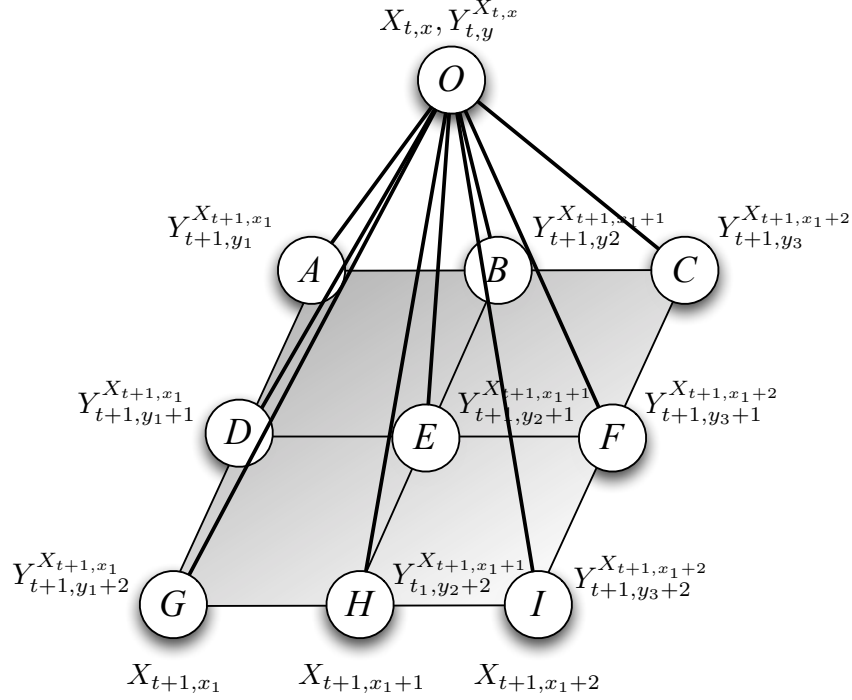 $X_{t,x}, Y_{t,y}^{X_{t,x}}$
O
$Y_{t+1,y_1}^{X_{t+1,x_1}}$ $Y_{t+1,y2}^{X_{t+1,x_1+1}}$ $Y_{t+1,y_3}^{X_{t+1,x_1+2}}$
A B C
$Y_{t+1,y_1+1}^{X_{t+1,x_1}}$ $Y_{t+1,y_2+1}^{X_{t+1,x_1+1}}$ $Y_{t+1,y_3+1}^{X_{t+1,x_1+2}}$
D E F
$Y_{t+1,y_1+2}^{X_{t+1,x_1}}$ $Y_{t_1,y_2+2}^{X_{t+1,x_1+1}}$ $Y_{t+1,y_3+2}^{X_{t+1,x_1+2}}$
G H I
$X_{t+1,x_1}$ $X_{t+1,x_1+1}$ $X_{t+1,x_1+2}$